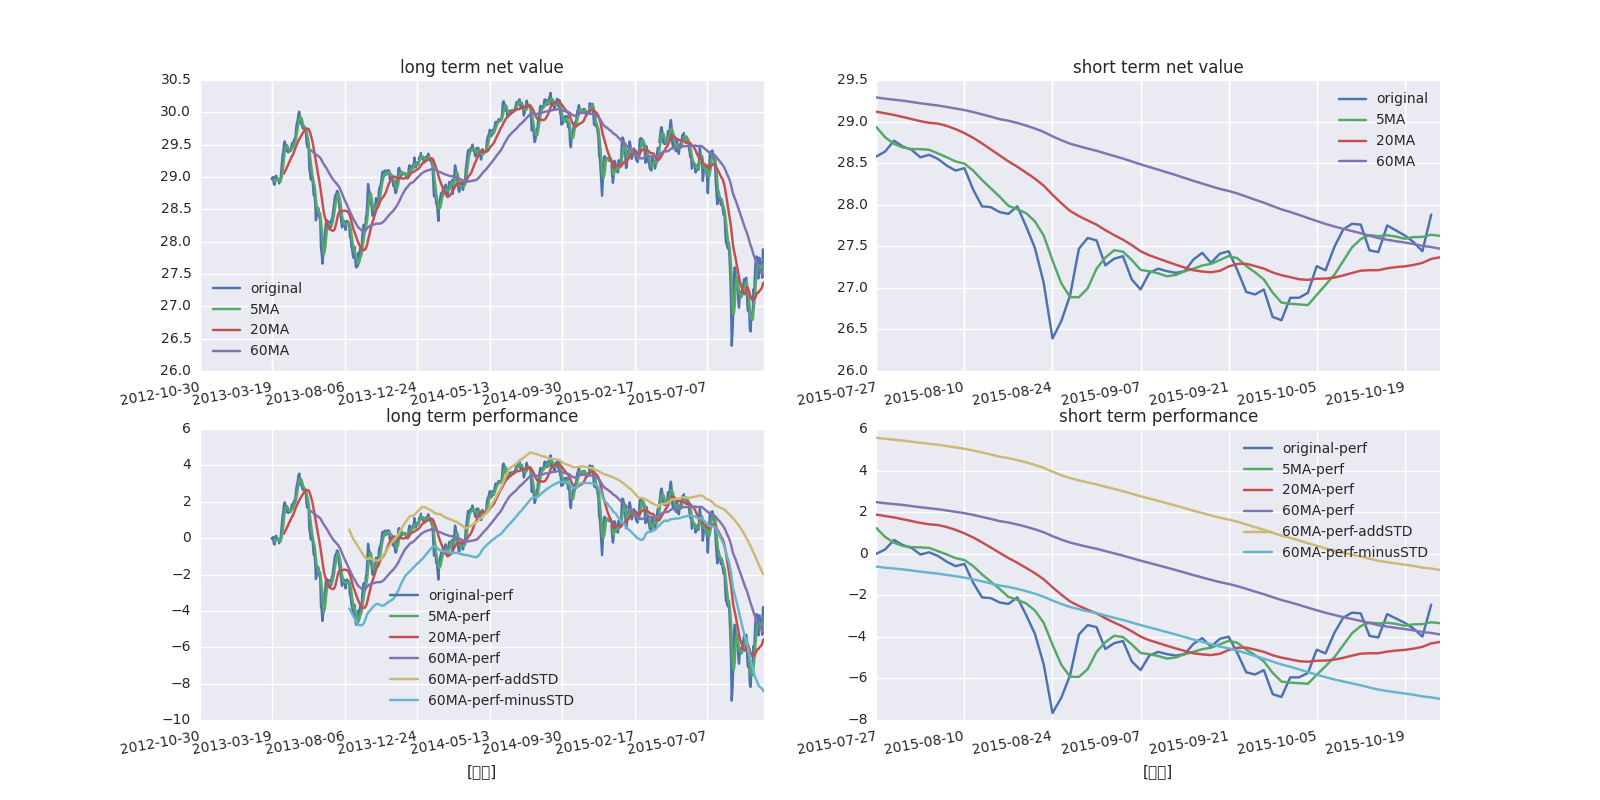 long term net value
30.5
30.0
29.5
29.0
28.5
28.0
27.5
27.0
26.5
26.0
original
5MA
20MA
60MA
2012-10-30 2013-03-19 2013-08-06 2013-12-24 2014-05-13 2014-09-30 2015-02-17 2015-07-07
short term net value
29.5
29.0
28.5
28.0
27.5
27.0
26.5
26.0
original
5MA
20MA
60MA
2015-07-27 2015-08-10 2015-08-24 2015-09-07 2015-09-21 2015-10-05 2015-10-19
long term performance
6
4
2
0
−2
−4
−6
−8
−10
original-perf
5MA-perf
20MA-perf
60MA-perf
60MA-perf-addSTD
60MA-perf-minusSTD
2012-10-30 2013-03-19 2013-08-06 2013-12-24 2014-05-13 2014-09-30 2015-02-17 2015-07-07
short term performance
6
4
2
0
−2
−4
−6
−8
original-perf
5MA-perf
20MA-perf
60MA-perf
60MA-perf-addSTD
60MA-perf-minusSTD
2015-07-27 2015-08-10 2015-08-24 2015-09-07 2015-09-21 2015-10-05 2015-10-19